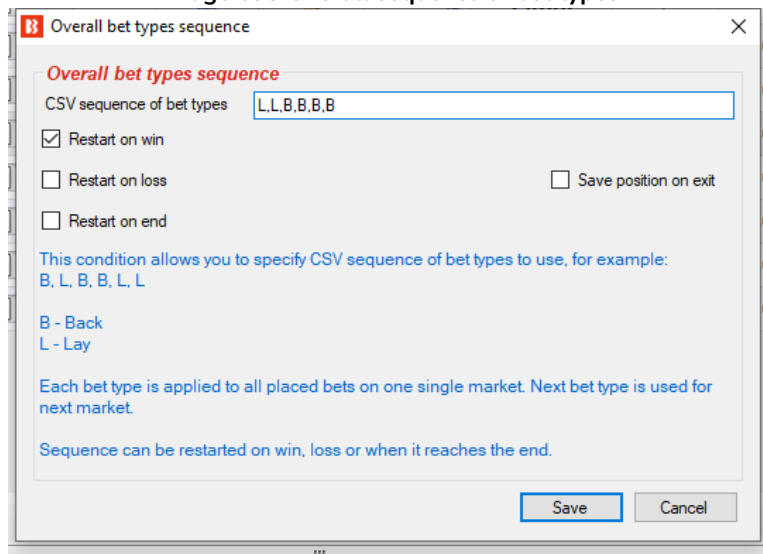 Overall bet types sequence
Overall bet types sequence
CSV sequence of bet types L,L,B,B,B,B
Restart on win
Restart on loss Save position on exit
Restart on end
This condition allows you to specify CSV sequence of bet types to use, for example:
B, L, B, B, L, L
B - Back
L - Lay
Each bet type is applied to all placed bets on one single market. Next bet type is used for
next market.
Sequence can be restarted on win, loss or when it reaches the end.
Save Cancel